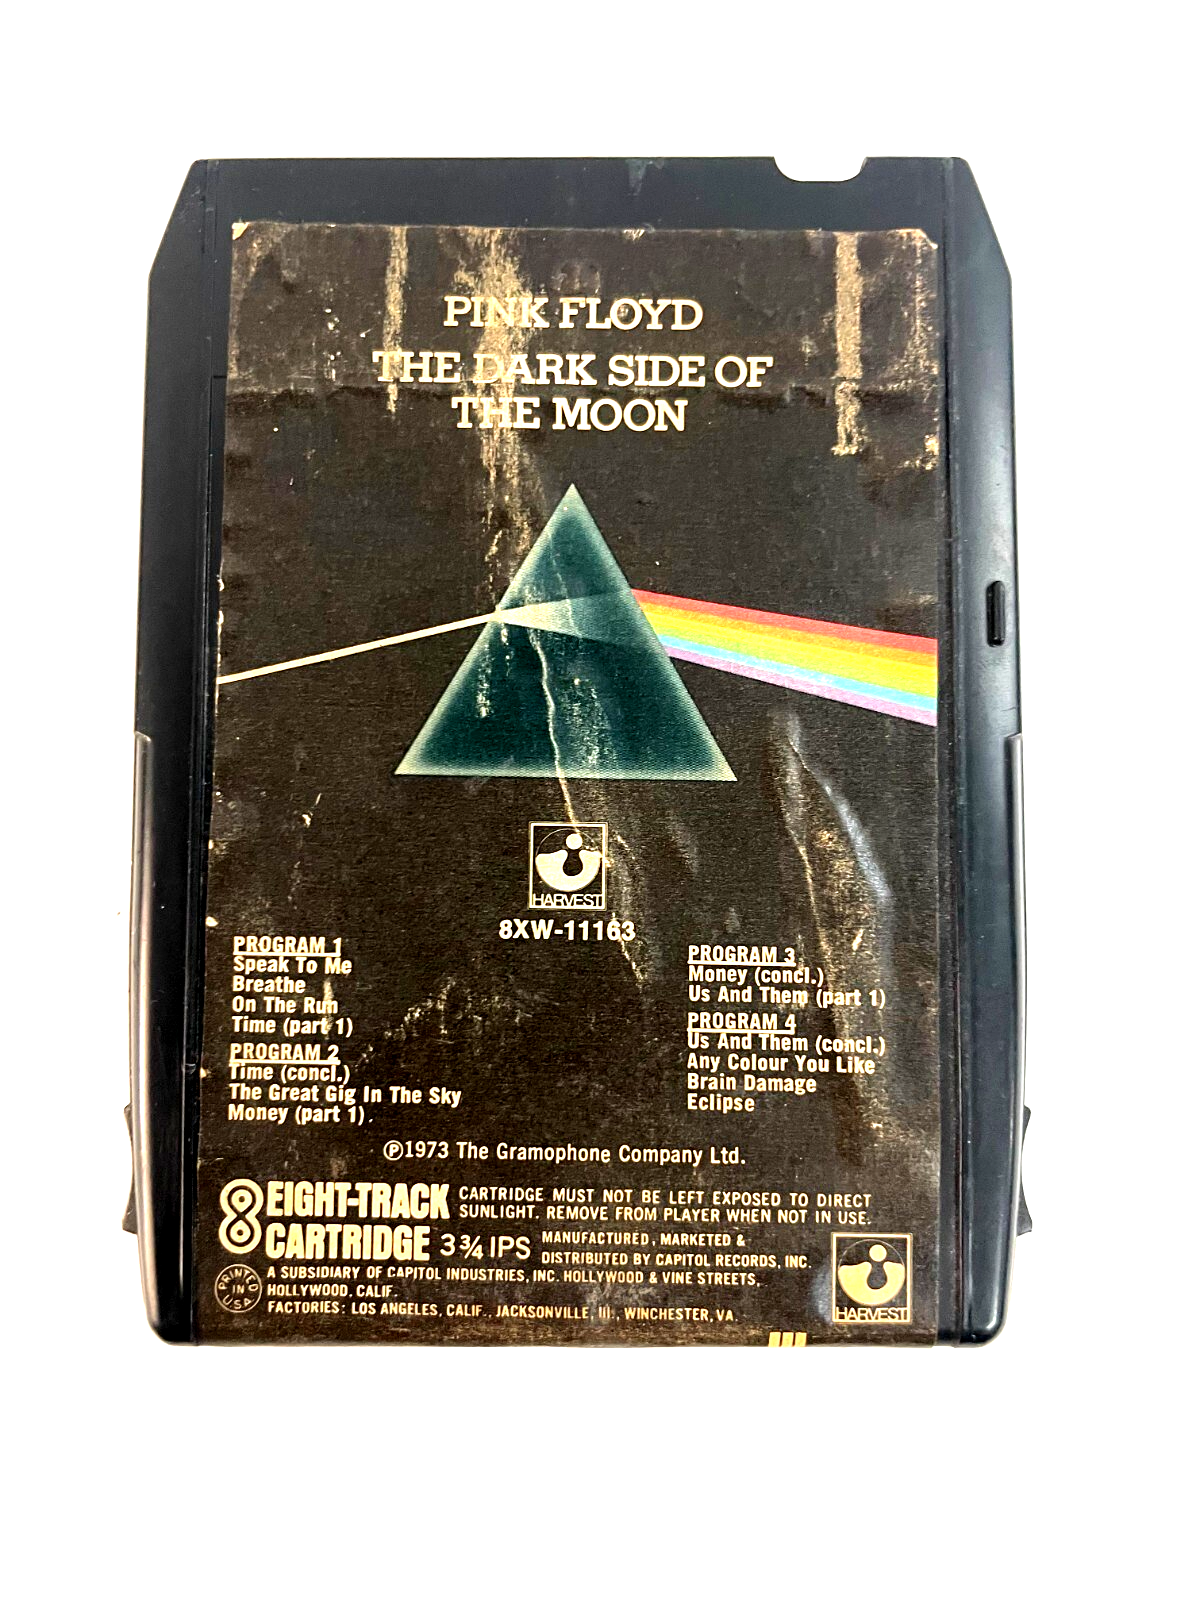 PINK FLOYD
THE DARK SIDE OF
THE MOON
HARVEST
8XW-11163
PROGRAM 1
Speak To Me
Breathe
On The Run
Time (part 1)
PROGRAM 2
Time (concl.)
The Great Gig In The Sky
Money (part 1)
PROGRAM 3
Money (concl.)
Us And Them (part 1)
PROGRAM 4
Us And Them (concl.)
Any Colour You Like
Brain Damage
Eclipse
℗1973 The Gramophone Company Ltd.
8 EIGHT-TRACK
CARTRIDGE 3¾ IPS
CARTRIDGE MUST NOT BE LEFT EXPOSED TO DIRECT
SUNLIGHT. REMOVE FROM PLAYER WHEN NOT IN USE.
MANUFACTURED, MARKETED &
DISTRIBUTED BY CAPITOL RECORDS, INC.
A SUBSIDIARY OF CAPITOL INDUSTRIES, INC. HOLLYWOOD & VINE STREETS,
HOLLYWOOD, CALIF.
FACTORIES: LOS ANGELES, CALIF., JACKSONVILLE, Ill., WINCHESTER, VA.
PRINTED IN U.S.A.
HARVEST